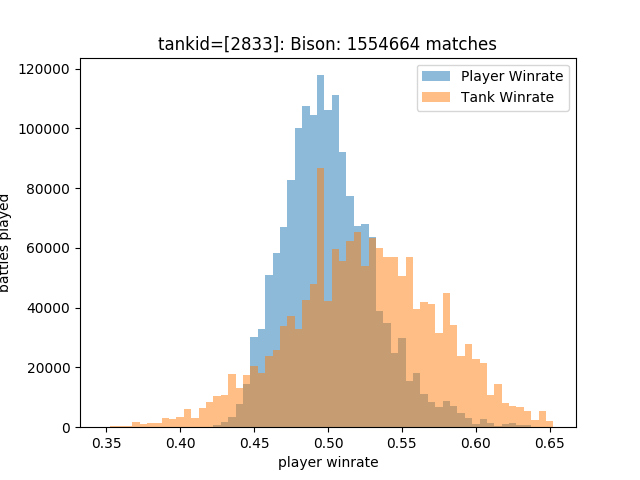 tankid=[2833]: Bison: 1554664 matches
Player Winrate
Tank Winrate
120000
100000
80000
60000
40000
20000
0
battles played
0.35 0.40 0.45 0.50 0.55 0.60 0.65
player winrate